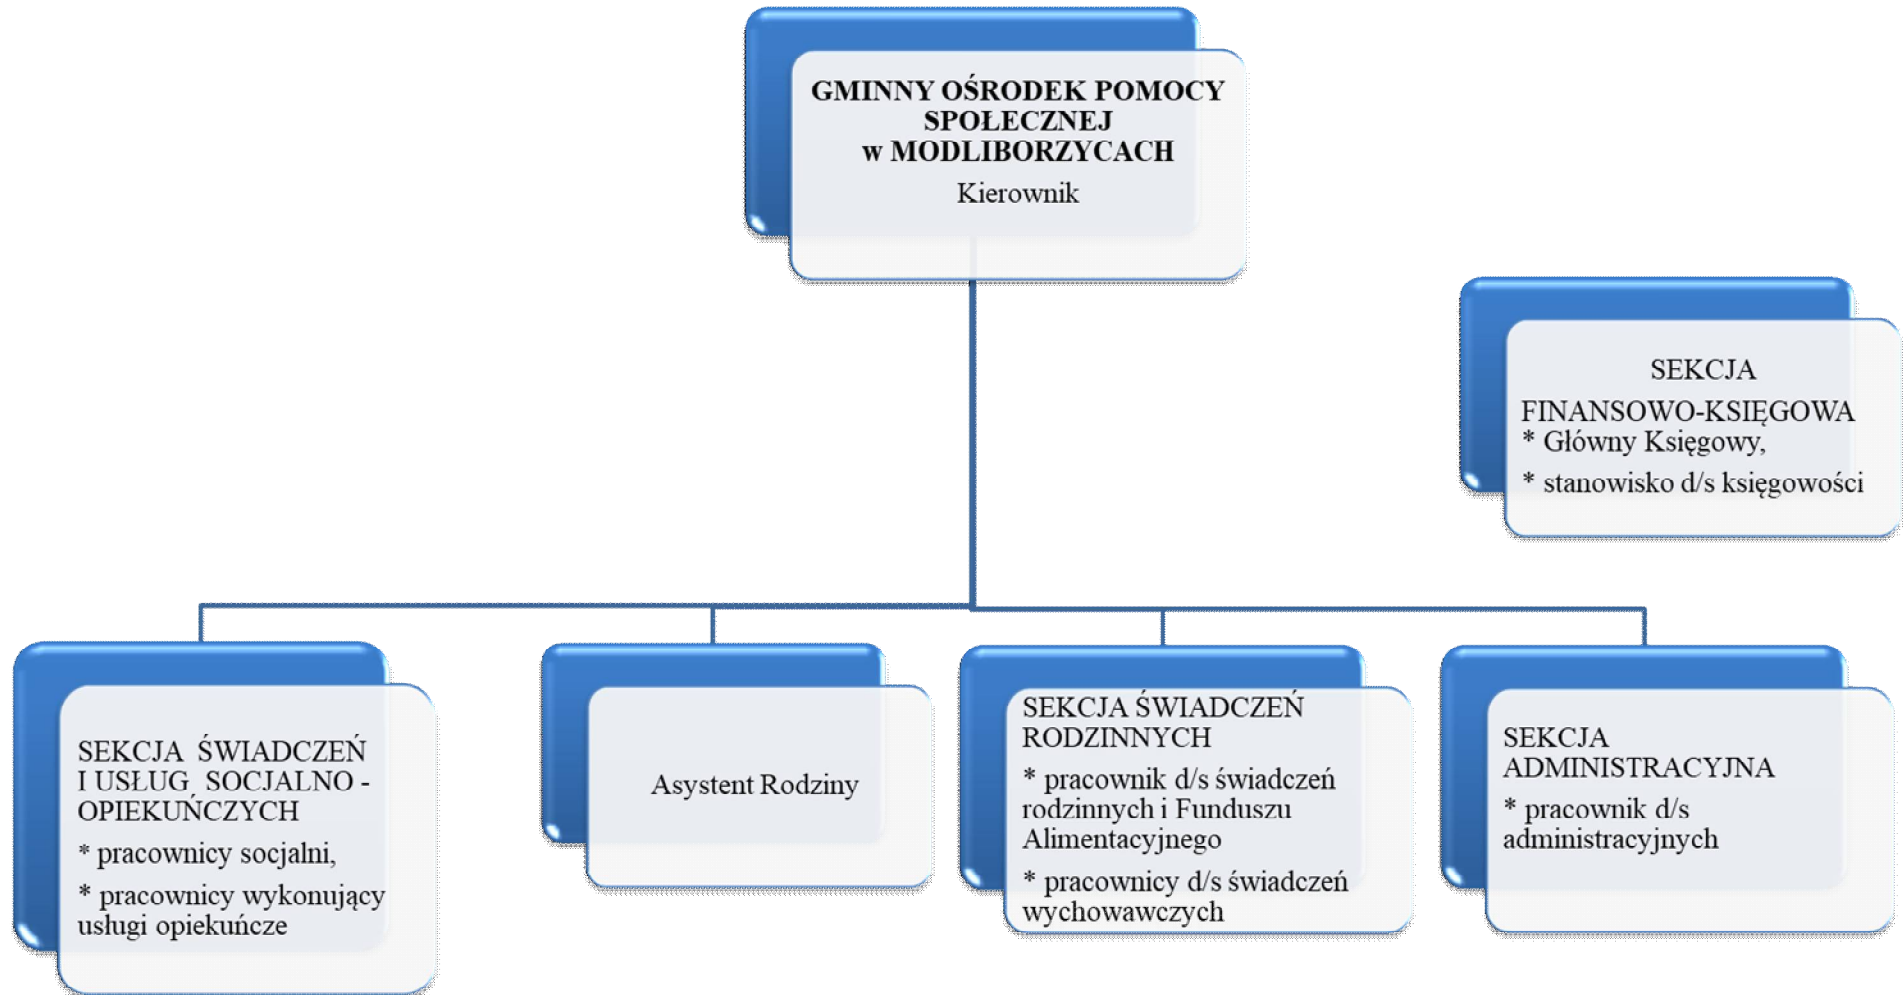 GMINNY OŚRODEK POMOCY
SPOŁECZNEJ
w MODLIBORZYCACH
Kierownik
SEKCJA
FINANSOWO-KSIĘGOWA
* Główny Księgowy,
* stanowisko d/s księgowości
SEKCJA ŚWIADCZEŃ
I USŁUG SOCJALNO -
OPIEKUŃCZYCH
* pracownicy socjalni,
* pracownicy wykonujący
usługi opiekuńcze
Asystent Rodziny
SEKCJA ŚWIADCZEŃ
RODZINNYCH
* pracownik d/s świadczeń
rodzinnych i Funduszu
Alimentacyjnego
* pracownicy d/s świadczeń
wychowawczych
SEKCJA
ADMINISTRACYJNA
* pracownik d/s
administracyjnych